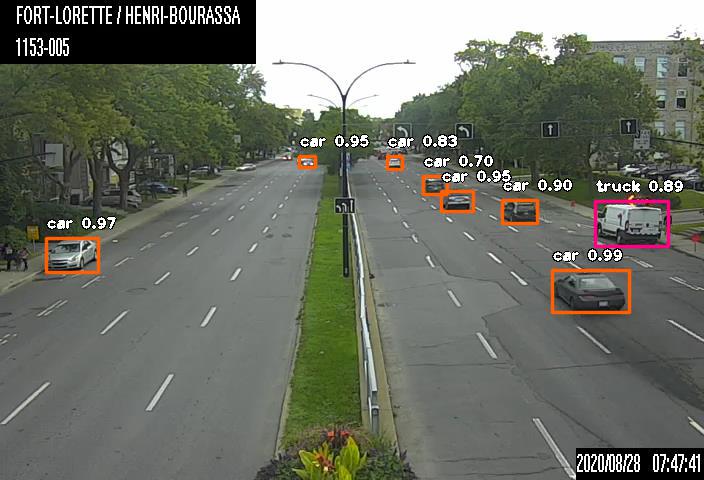 FORT-LORETTE / HENRI-BOURASSA
1153-005
car 0.95
car 0.83
car 0.70
car 0.95
car 0.90
truck 0.89
car 0.97
car 0.99
2020/08/28 07:47:41